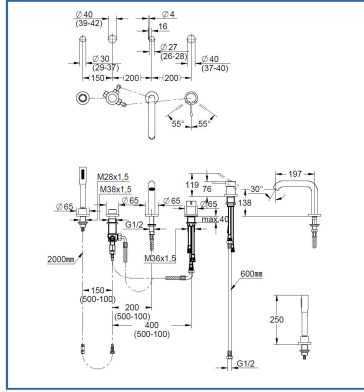 Ø40
(39-42)
Ø4
16
Ø27
(26-28)
Ø30
(29-37)
Ø40
(37-40)
150
(200)
(200)
55°
55°
M28x1,5
M38x1,5
Ø65
Ø65
Ø65
Ø65
119
76
max.40
138
30°
197
G1/2
M36x1,5
2000mm
600mm
150
(500-100)
200
(500-100)
400
(500-100)
250
G1/2